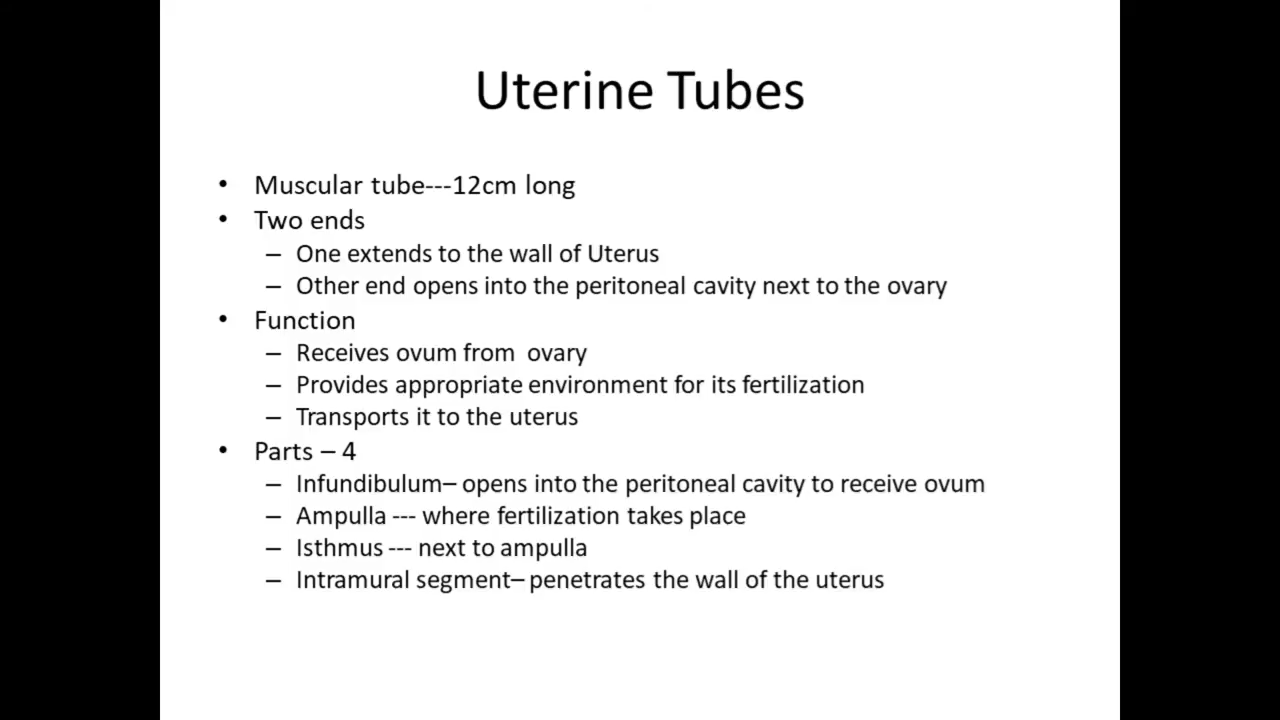 Uterine Tubes
• Muscular tube---12cm long
• Two ends
– One extends to the wall of Uterus
– Other end opens into the peritoneal cavity next to the ovary
• Function
– Receives ovum from  ovary
– Provides appropriate environment for its fertilization
– Transports it to the uterus
• Parts – 4
– Infundibulum– opens into the peritoneal cavity to receive ovum
– Ampulla --- where fertilization takes place
– Isthmus --- next to ampulla
– Intramural segment– penetrates the wall of the uterus